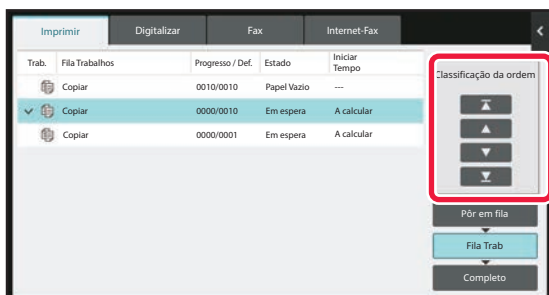 Imprimir Digitalizar Fax Internet-Fax
Trab. Fila Trabalhos Progresso / Def. Estado Iniciar Tempo
Copiar 0010/0010 Papel Vazio ---
Copiar 0000/0010 Em espera A calcular
Copiar 0000/0001 Em espera A calcular
Classificação da ordem
Pôr em fila
Fila Trab
Completo